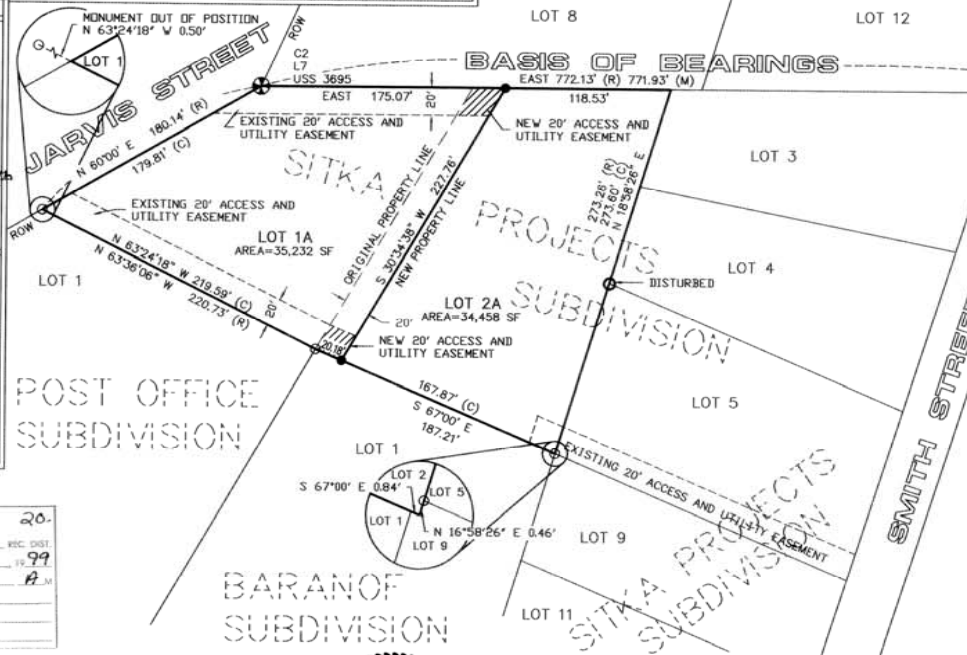 MONUMENT OUT OF POSITION
N 63°24'18" W 0.50'
LOT 1
JARVIS STREET
ROW
C2
L7
USS 3695
LOT 8
LOT 12
BASIS OF BEARINGS
EAST 772.13' (R) 771.93' (M)
EAST 175.07'
20'
118.53'
N 60°00' E 180.14' (R)
179.81' (C)
EXISTING 20' ACCESS AND
UTILITY EASEMENT
NEW 20' ACCESS AND
UTILITY EASEMENT
LOT 3
SITKA
PROJECTS
SUBDIVISION
EXISTING 20' ACCESS AND
UTILITY EASEMENT
ROW
LOT 1A
AREA=35,232 SF
ORIGINAL PROPERTY LINE
S 30°34'38" W 227.76'
NEW PROPERTY LINE
273.26' (R)
273.60' (C)
N 18°58'26" E
LOT 4
DISTURBED
LOT 1
N 63°24'18" W 219.59' (C)
N 63°36'06" W 220.73' (R)
20'
LOT 2A
AREA=34,458 SF
20'
NEW 20' ACCESS AND
UTILITY EASEMENT
20.18'
POST OFFICE
SUBDIVISION
167.87' (C)
S 67°00' E
187.21'
LOT 5
SMITH STREET
LOT 1
LOT 2
LOT 5
S 67°00' E 0.84'
LOT 1
N 16°58'26" E 0.46'
LOT 9
EXISTING 20' ACCESS AND UTILITY EASEMENT
LOT 9
SITKA PROJECTS
SUBDIVISION
LOT 11
BARANOF
SUBDIVISION
20-
REC. DIST.
19 99
A M